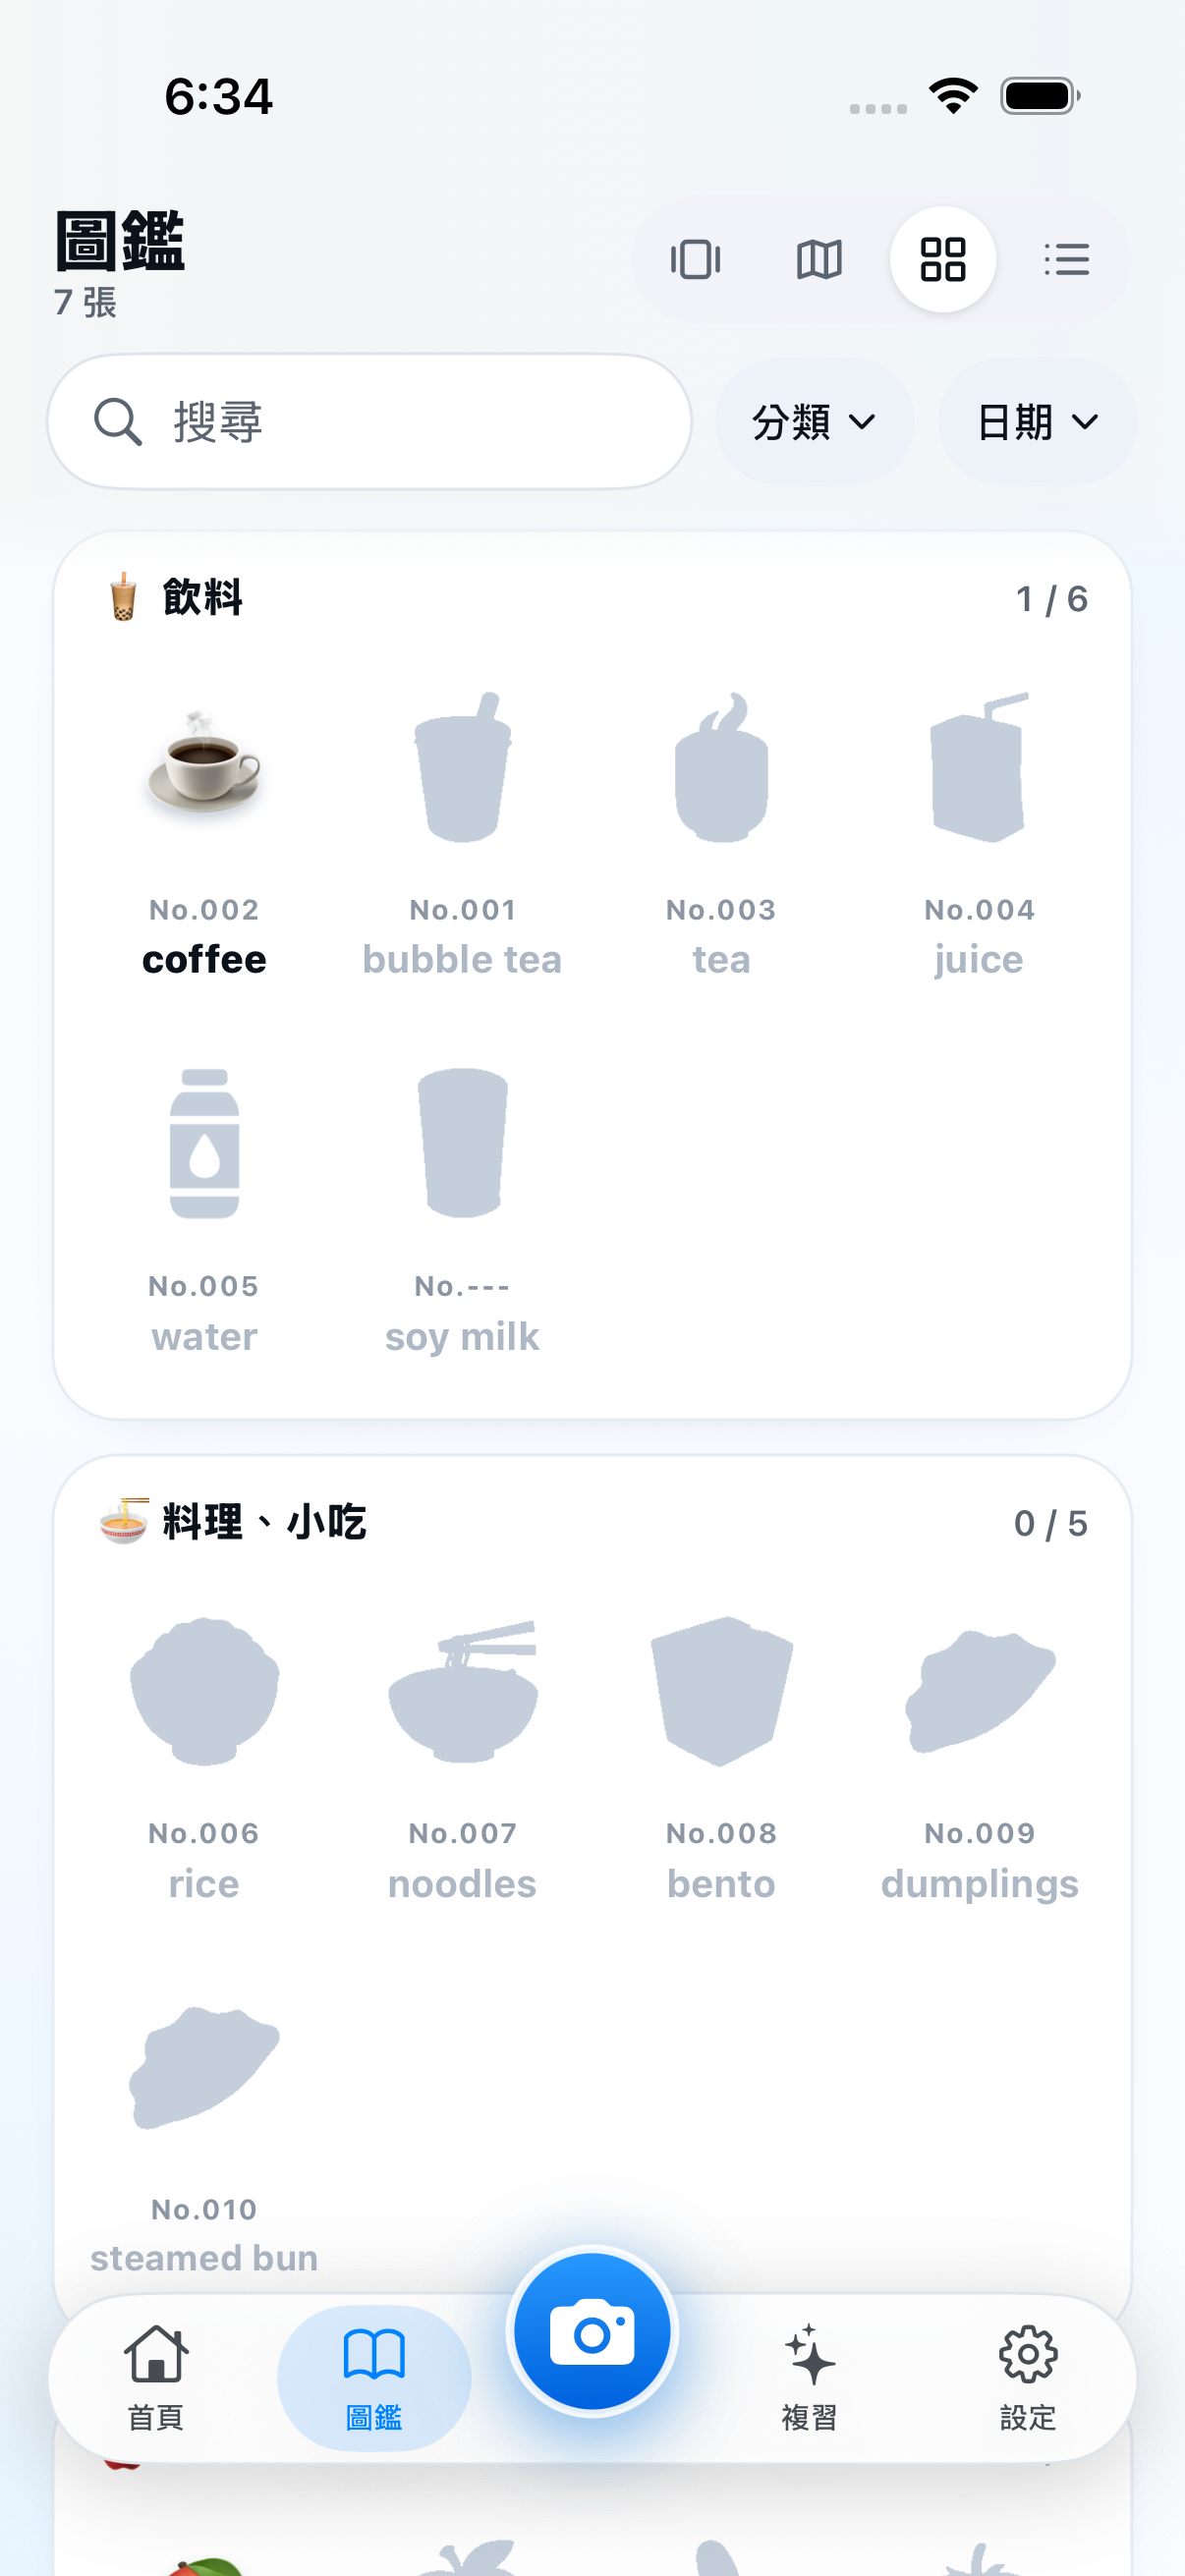 6:34
圖鑑
7 張
搜尋
分類
日期
飲料
1 / 6
No.002
No.001
No.003
No.004
coffee
bubble tea
tea
juice
No.005
No.---
water
soy milk
料理、小吃
0 / 5
No.006
No.007
No.008
No.009
rice
noodles
bento
dumplings
No.010
steamed bun
首頁
圖鑑
複習
設定